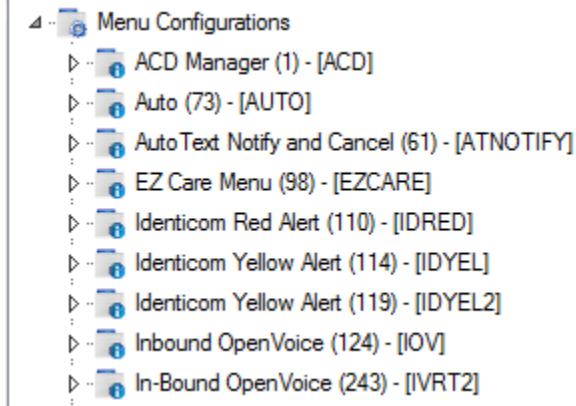 Menu Configurations
ACD Manager (1) - [ACD]
Auto (73) - [AUTO]
AutoText Notify and Cancel (61) - [ATNOTIFY]
EZ Care Menu (98) - [EZCARE]
Identicom Red Alert (110) - [IDRED]
Identicom Yellow Alert (114) - [IDYEL]
Identicom Yellow Alert (119) - [IDYEL2]
Inbound OpenVoice (124) - [IOV]
In-Bound OpenVoice (243) - [IVRT2]